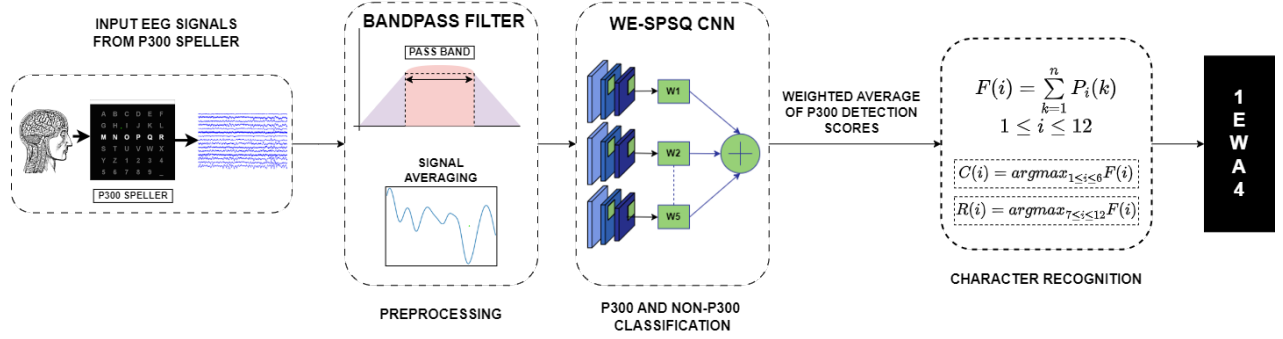 INPUT EEG SIGNALS
FROM P300 SPELLER
A B C D E F
G H I J K L
M N O P Q R
S T U V W X
Y Z 1 2 3 4
5 6 7 8 9 _
P300 SPELLER
BANDPASS FILTER
PASS BAND
SIGNAL
AVERAGING
PREPROCESSING
WE-SPSQ CNN
W1
W2
W5
P300 AND NON-P300
CLASSIFICATION
WEIGHTED AVERAGE
OF P300 DETECTION
SCORES
F(i) = \sum_{k=1}^{n} P_i(k)
1 ≤ i ≤ 12
C(i) = argmax_{1≤i≤6}F(i)
R(i) = argmax_{7≤i≤12}F(i)
CHARACTER RECOGNITION
1
E
W
A
4